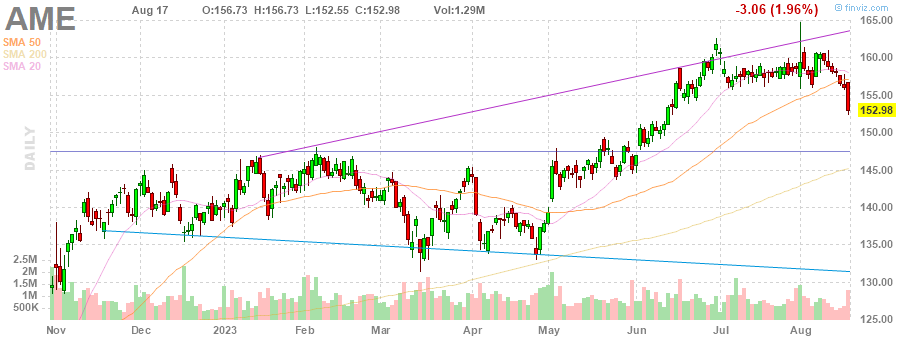 AME
Aug 17 O:156.73 H:156.73 L:152.55 C:152.98 Vol:1.29M -3.06 (1.96%) © finviz.com
SMA 50
SMA 200
SMA 20
DAILY
165.00
160.00
155.00
152.98
150.00
145.00
140.00
135.00
130.00
125.00
2.5M
2M
1.5M
1M
500K
Nov Dec 2023 Feb Mar Apr May Jun Jul Aug